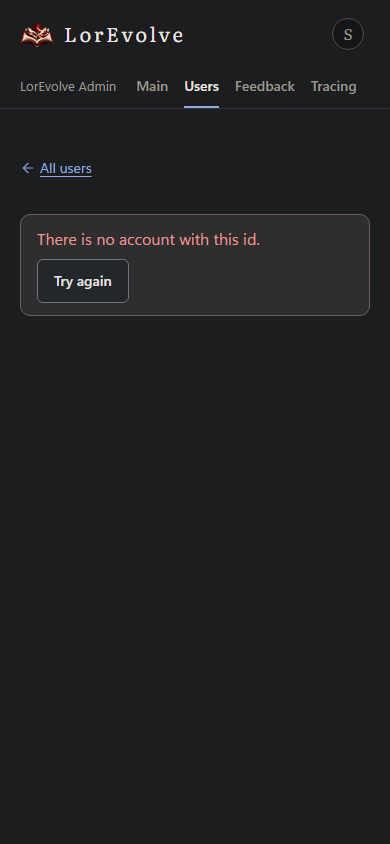 LorEvolve
S
LorEvolve Admin Main Users Feedback Tracing
← All users
There is no account with this id.
Try again